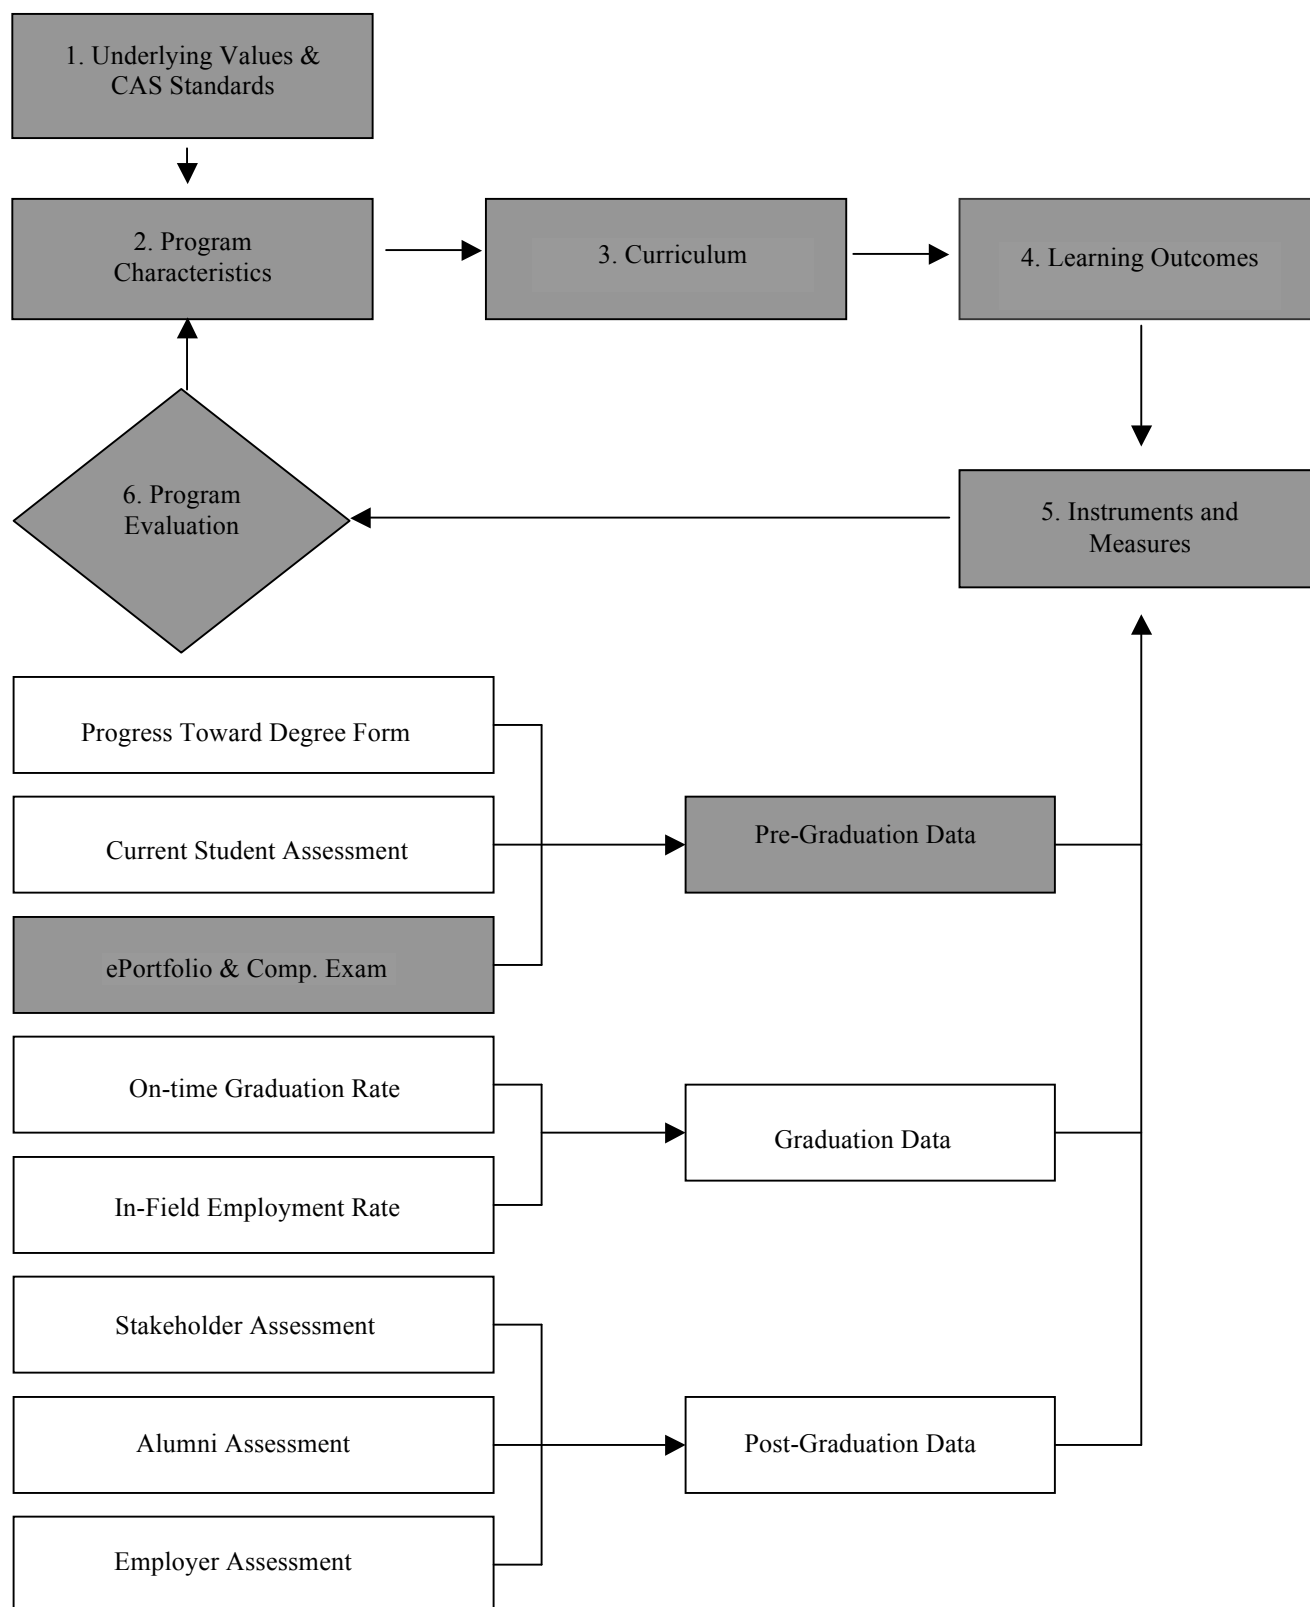 1. Underlying Values &
CAS Standards
2. Program
Characteristics
3. Curriculum
4. Learning Outcomes
6. Program
Evaluation
5. Instruments and
Measures
Progress Toward Degree Form
Current Student Assessment
Pre-Graduation Data
ePortfolio & Comp. Exam
On-time Graduation Rate
Graduation Data
In-Field Employment Rate
Stakeholder Assessment
Alumni Assessment
Post-Graduation Data
Employer Assessment